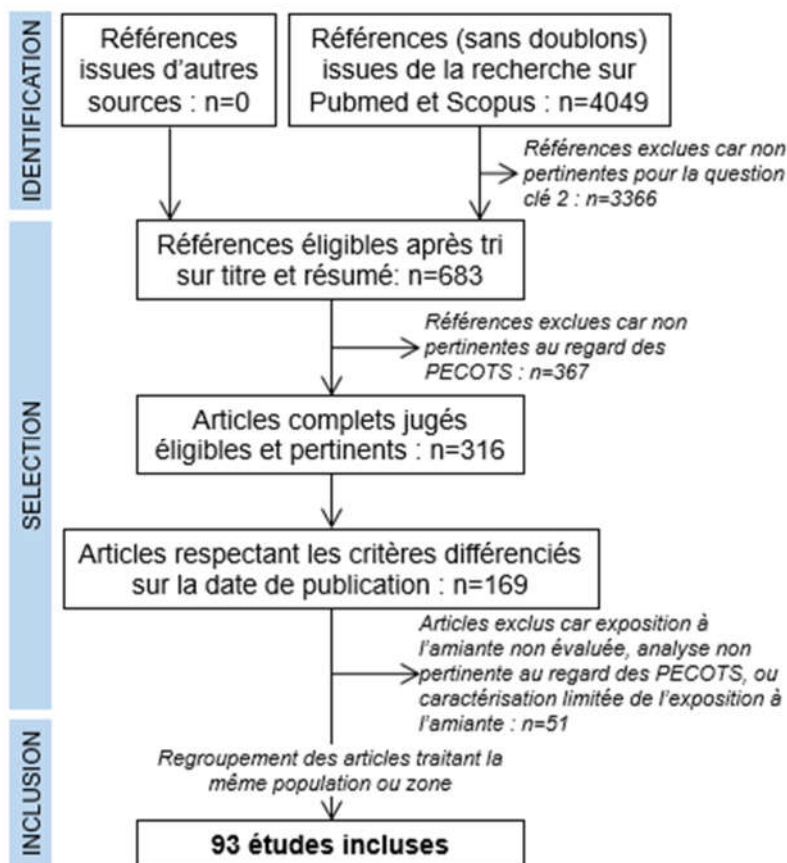 IDENTIFICATION
Références
issues d'autres
sources : n=0
Références (sans doublons)
issues de la recherche sur
Pubmed et Scopus : n=4049
Références exclues car non
pertinentes pour la question
clé 2 : n=3366
SELECTION
Références éligibles après tri
sur titre et résumé: n=683
Références exclues car non
pertinentes au regard des
PECOTS : n=367
Articles complets jugés
éligibles et pertinents : n=316
Articles respectant les critères différenciés
sur la date de publication : n=169
Articles exclus car exposition à
l'amiante non évaluée, analyse non
pertinente au regard des PECOTS, ou
caractérisation limitée de l'exposition à
l'amiante : n=51
INCLUSION
Regroupement des articles traitant la
même population ou zone
93 études incluses